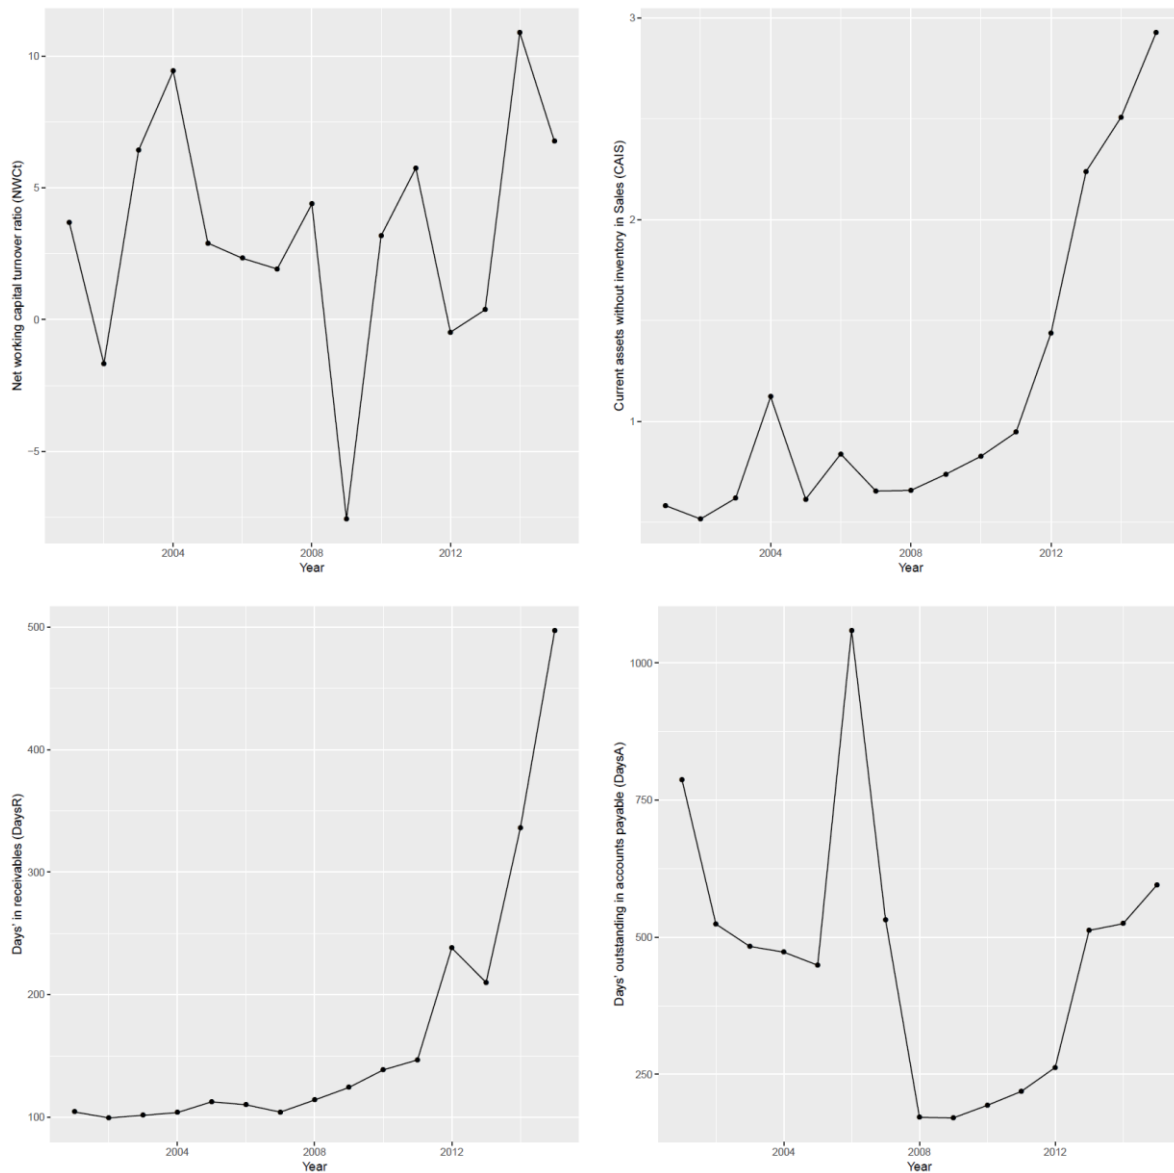 Net working capital turnover ratio (NWCt)
10
5
0
−5
2004 2008 2012
Year
Current assets without inventory in Sales (CAIS)
3
2
1
2004 2008 2012
Year
Days' in receivables (DaysR)
500
400
300
200
100
2004 2008 2012
Year
Days' outstanding in accounts payable (DaysA)
1000
750
500
250
2004 2008 2012
Year